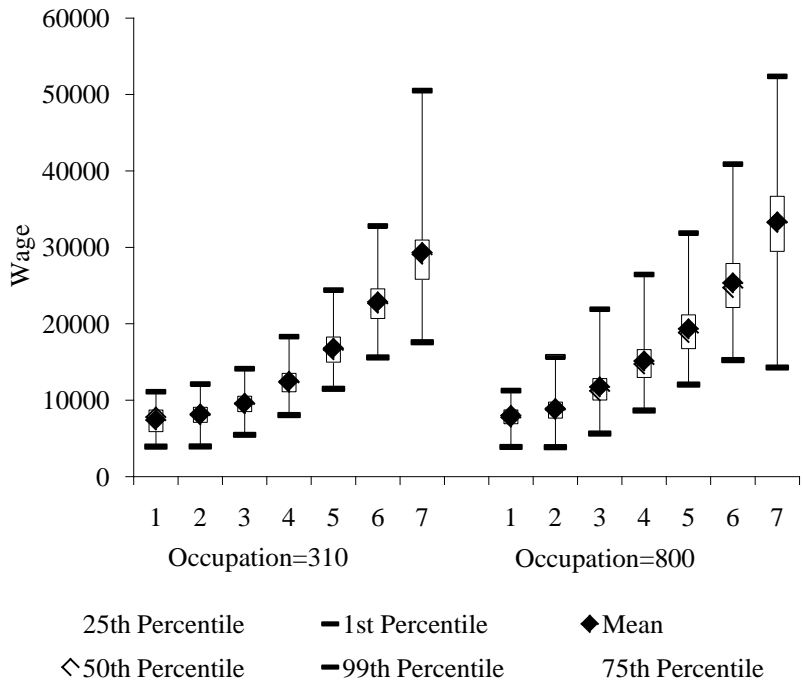 60000
50000
40000
30000
20000
10000
0
Wage
1 2 3 4 5 6 7 1 2 3 4 5 6 7
Occupation=310 Occupation=800
25th Percentile 1st Percentile Mean
50th Percentile 99th Percentile 75th Percentile